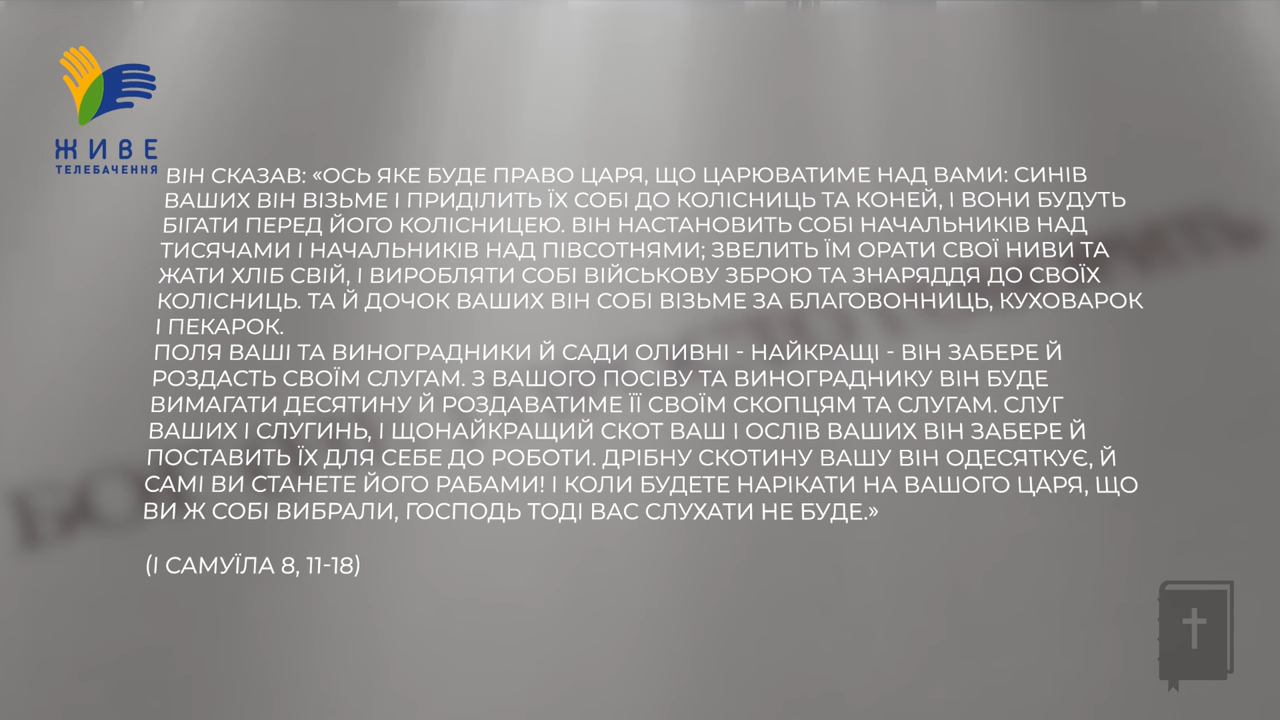 ЖИВЕ
ТЕЛЕБАЧЕННЯ
ВІН СКАЗАВ: «ОСЬ ЯКЕ БУДЕ ПРАВО ЦАРЯ, ЩО ЦАРЮВАТИМЕ НАД ВАМИ: СИНІВ
ВАШИХ ВІН ВІЗЬМЕ І ПРИДІЛИТЬ ЇХ СОБІ ДО КОЛІСНИЦЬ ТА КОНЕЙ, І ВОНИ БУДУТЬ
БІГАТИ ПЕРЕД ЙОГО КОЛІСНИЦЕЮ. ВІН НАСТАНОВИТЬ СОБІ НАЧАЛЬНИКІВ НАД
ТИСЯЧАМИ І НАЧАЛЬНИКІВ НАД ПІВСОТНЯМИ; ЗВЕЛИТЬ ЇМ ОРАТИ СВОЇ НИВИ ТА
ЖАТИ ХЛІБ СВІЙ, І ВИРОБЛЯТИ СОБІ ВІЙСЬКОВУ ЗБРОЮ ТА ЗНАРЯДДЯ ДО СВОЇХ
КОЛІСНИЦЬ. ТА Й ДОЧОК ВАШИХ ВІН СОБІ ВІЗЬМЕ ЗА БЛАГОВОННИЦЬ, КУХОВАРОК
І ПЕКАРОК.
ПОЛЯ ВАШІ ТА ВИНОГРАДНИКИ Й САДИ ОЛИВНІ - НАЙКРАЩІ - ВІН ЗАБЕРЕ Й
РОЗДАСТЬ СВОЇМ СЛУГАМ. З ВАШОГО ПОСІВУ ТА ВИНОГРАДНИКУ ВІН БУДЕ
ВИМАГАТИ ДЕСЯТИНУ Й РОЗДАВАТИМЕ ЇЇ СВОЇМ СКОПЦЯМ ТА СЛУГАМ. СЛУГ
ВАШИХ І СЛУГИНЬ, І ЩОНАЙКРАЩИЙ СКОТ ВАШ І ОСЛІВ ВАШИХ ВІН ЗАБЕРЕ Й
ПОСТАВИТЬ ЇХ ДЛЯ СЕБЕ ДО РОБОТИ. ДРІБНУ СКОТИНУ ВАШУ ВІН ОДЕСЯТКУЄ, Й
САМІ ВИ СТАНЕТЕ ЙОГО РАБАМИ! І КОЛИ БУДЕТЕ НАРІКАТИ НА ВАШОГО ЦАРЯ, ЩО
ВИ Ж СОБІ ВИБРАЛИ, ГОСПОДЬ ТОДІ ВАС СЛУХАТИ НЕ БУДЕ.»
(І САМУЇЛА 8, 11-18)